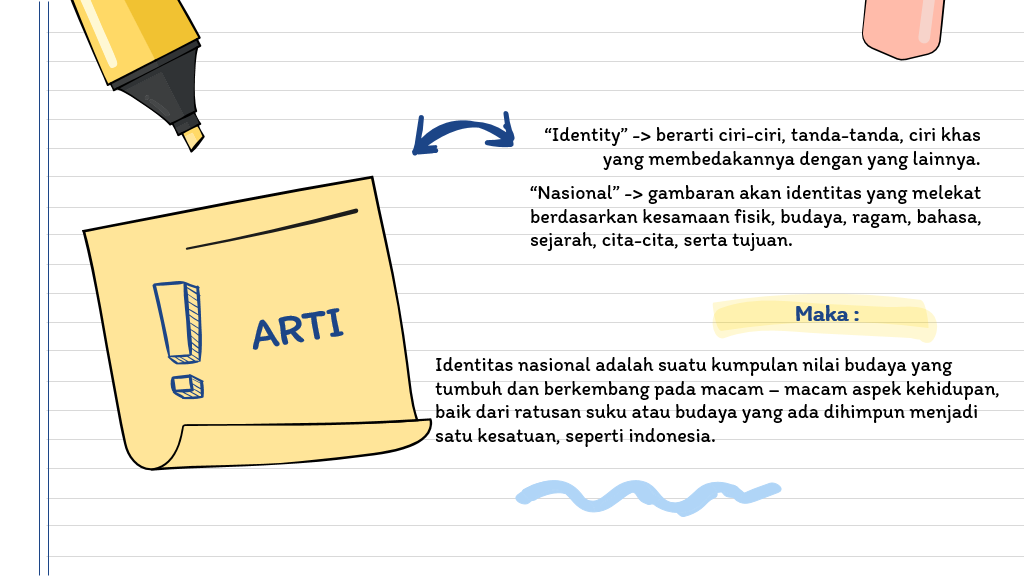 ARTI
“Identity” -> berarti ciri-ciri, tanda-tanda, ciri khas
yang membedakannya dengan yang lainnya.
“Nasional” -> gambaran akan identitas yang melekat
berdasarkan kesamaan fisik, budaya, ragam, bahasa,
sejarah, cita-cita, serta tujuan.
Maka :
Identitas nasional adalah suatu kumpulan nilai budaya yang
tumbuh dan berkembang pada macam – macam aspek kehidupan,
baik dari ratusan suku atau budaya yang ada dihimpun menjadi
satu kesatuan, seperti indonesia.